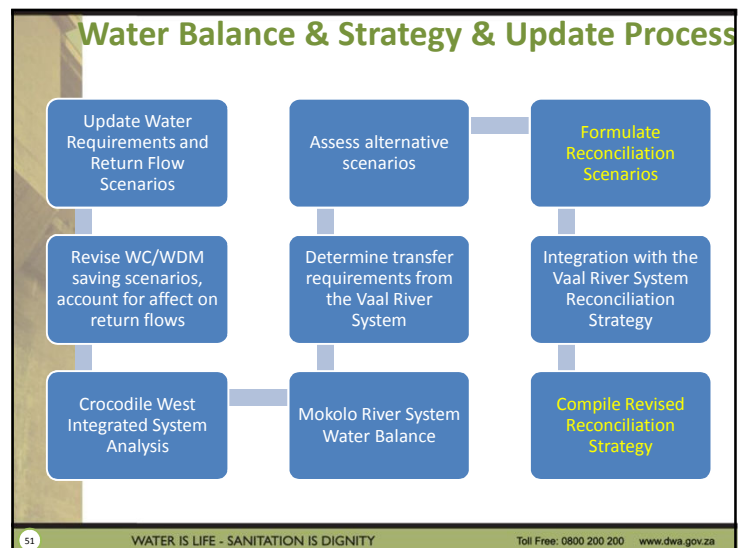 Water Balance & Strategy & Update Process
Update Water
Requirements and
Return Flow
Scenarios
Revise WC/WDM
saving scenarios,
account for affect on
return flows
Crocodile West
Integrated System
Analysis
Mokolo River System
Water Balance
Determine transfer
requirements from
the Vaal River
System
Assess alternative
scenarios
Formulate
Reconciliation
Scenarios
Integration with the
Vaal River System
Reconciliation
Strategy
Compile Revised
Reconciliation
Strategy
51
WATER IS LIFE - SANITATION IS DIGNITY
Toll Free: 0800 200 200 www.dwa.gov.za